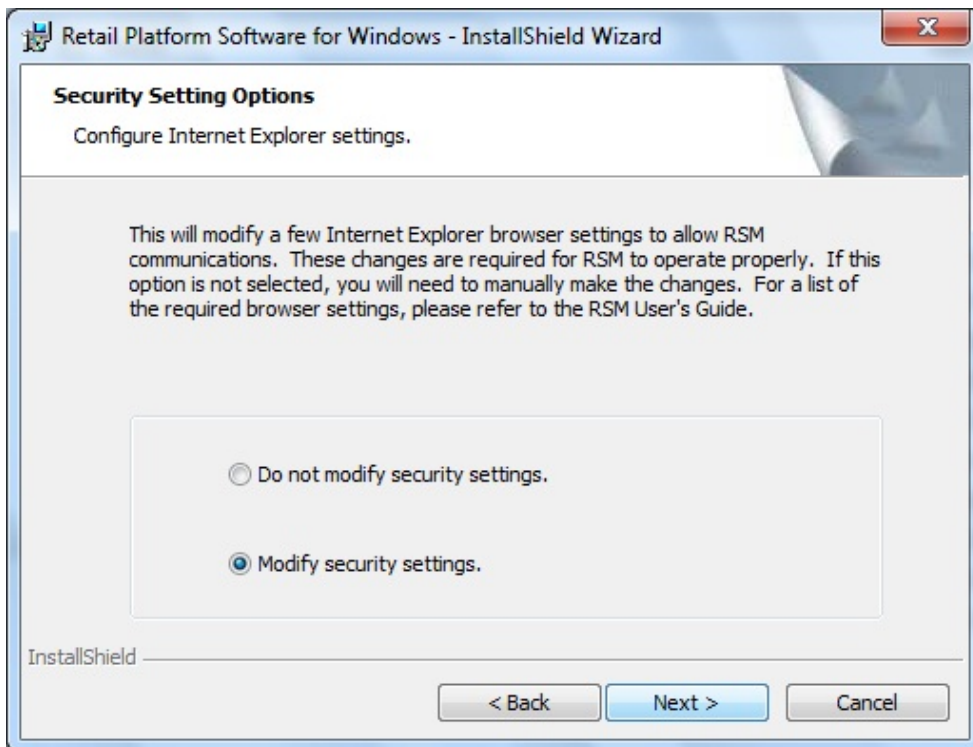 Retail Platform Software for Windows - InstallShield Wizard
Security Setting Options
Configure Internet Explorer settings.
This will modify a few Internet Explorer browser settings to allow RSM
communications.  These changes are required for RSM to operate properly.  If this
option is not selected, you will need to manually make the changes.  For a list of
the required browser settings, please refer to the RSM User's Guide.
Do not modify security settings.
Modify security settings.
InstallShield
< Back
Next >
Cancel